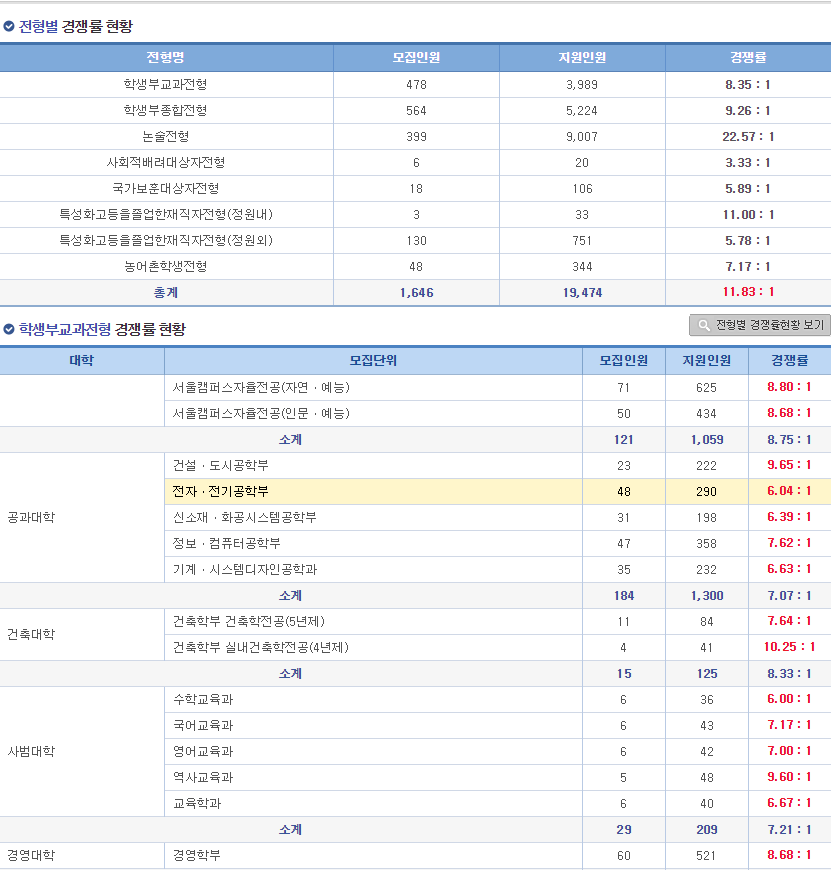 전형별 경쟁률 현황
전형명 모집인원 지원인원 경쟁률
학생부교과전형 478 3,989 8.35 : 1
학생부종합전형 564 5,224 9.26 : 1
논술전형 399 9,007 22.57 : 1
사회적배려대상자전형 6 20 3.33 : 1
국가보훈대상자전형 18 106 5.89 : 1
특성화고등을졸업한재직자전형(정원내) 3 33 11.00 : 1
특성화고등을졸업한재직자전형(정원외) 130 751 5.78 : 1
농어촌학생전형 48 344 7.17 : 1
총계 1,646 19,474 11.83 : 1
학생부교과전형 경쟁률 현황 전형별 경쟁률현황 보기
대학 모집단위 모집인원 지원인원 경쟁률
서울캠퍼스자율전공(자연ㆍ예능) 71 625 8.80 : 1
서울캠퍼스자율전공(인문ㆍ예능) 50 434 8.68 : 1
소계 121 1,059 8.75 : 1
건설ㆍ도시공학부 23 222 9.65 : 1
전자ㆍ전기공학부 48 290 6.04 : 1
공과대학 신소재ㆍ화공시스템공학부 31 198 6.39 : 1
정보ㆍ컴퓨터공학부 47 358 7.62 : 1
기계ㆍ시스템디자인공학과 35 232 6.63 : 1
소계 184 1,300 7.07 : 1
건축대학 건축학부 건축학전공(5년제) 11 84 7.64 : 1
건축학부 실내건축학전공(4년제) 4 41 10.25 : 1
소계 15 125 8.33 : 1
수학교육과 6 36 6.00 : 1
국어교육과 6 43 7.17 : 1
사범대학 영어교육과 6 42 7.00 : 1
역사교육과 5 48 9.60 : 1
교육학과 6 40 6.67 : 1
소계 29 209 7.21 : 1
경영대학 경영학부 60 521 8.68 : 1